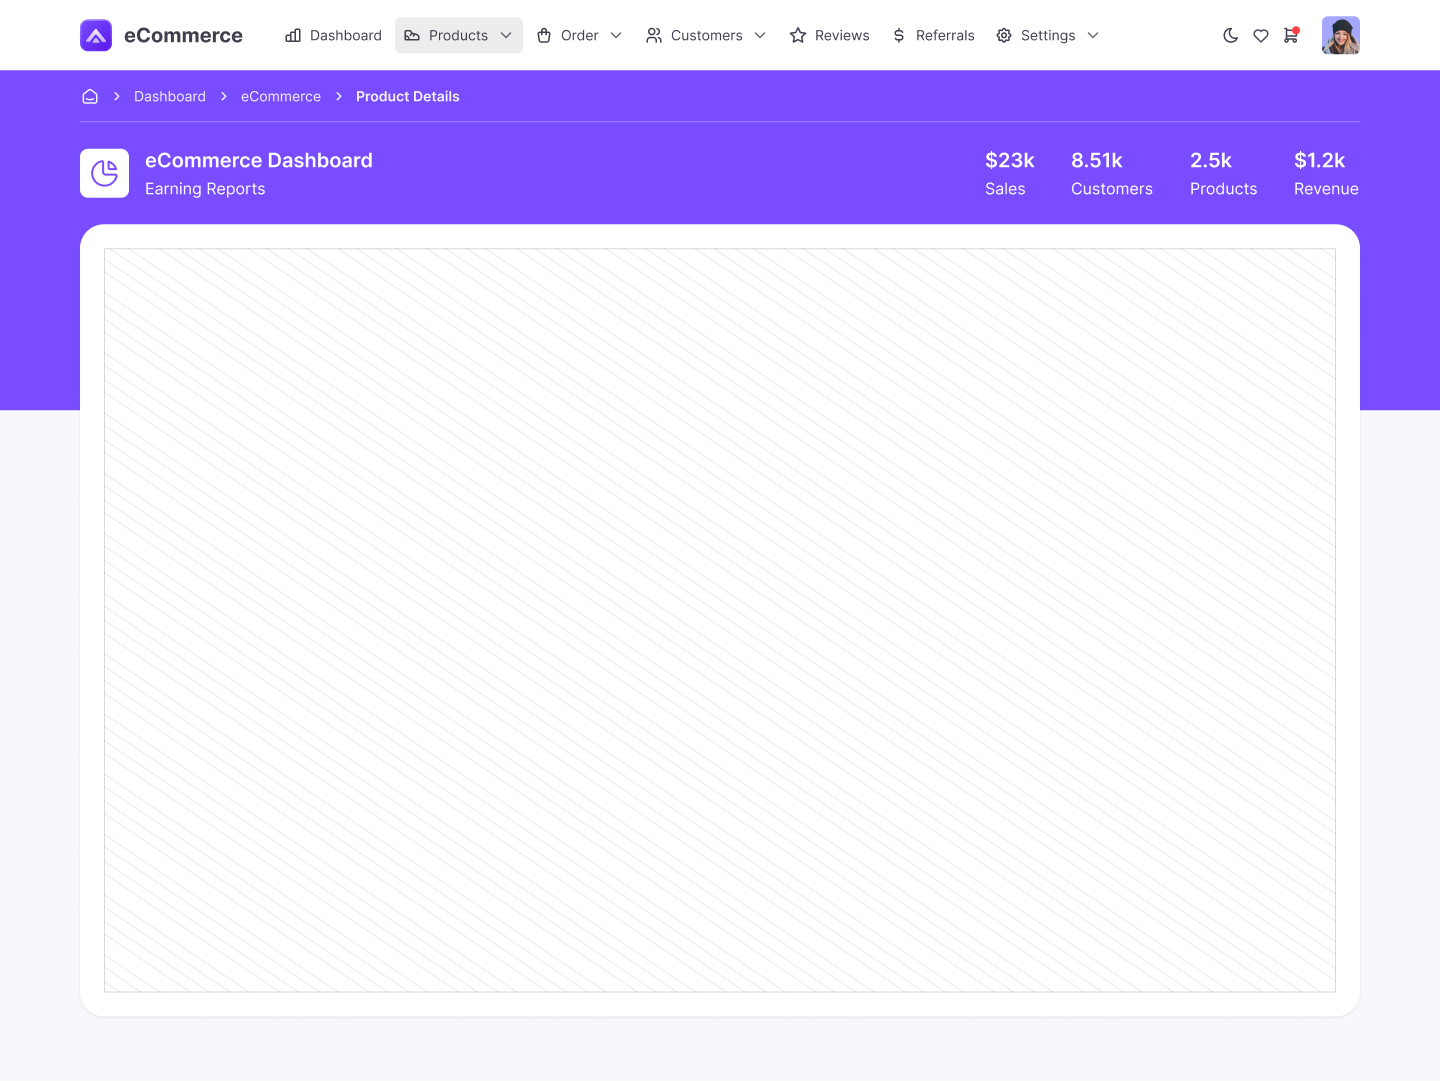 eCommerce
Dashboard
Products
Order
Customers
Reviews
Referrals
Settings
Dashboard
eCommerce
Product Details
eCommerce Dashboard
Earning Reports
$23k
Sales
8.51k
Customers
2.5k
Products
$1.2k
Revenue